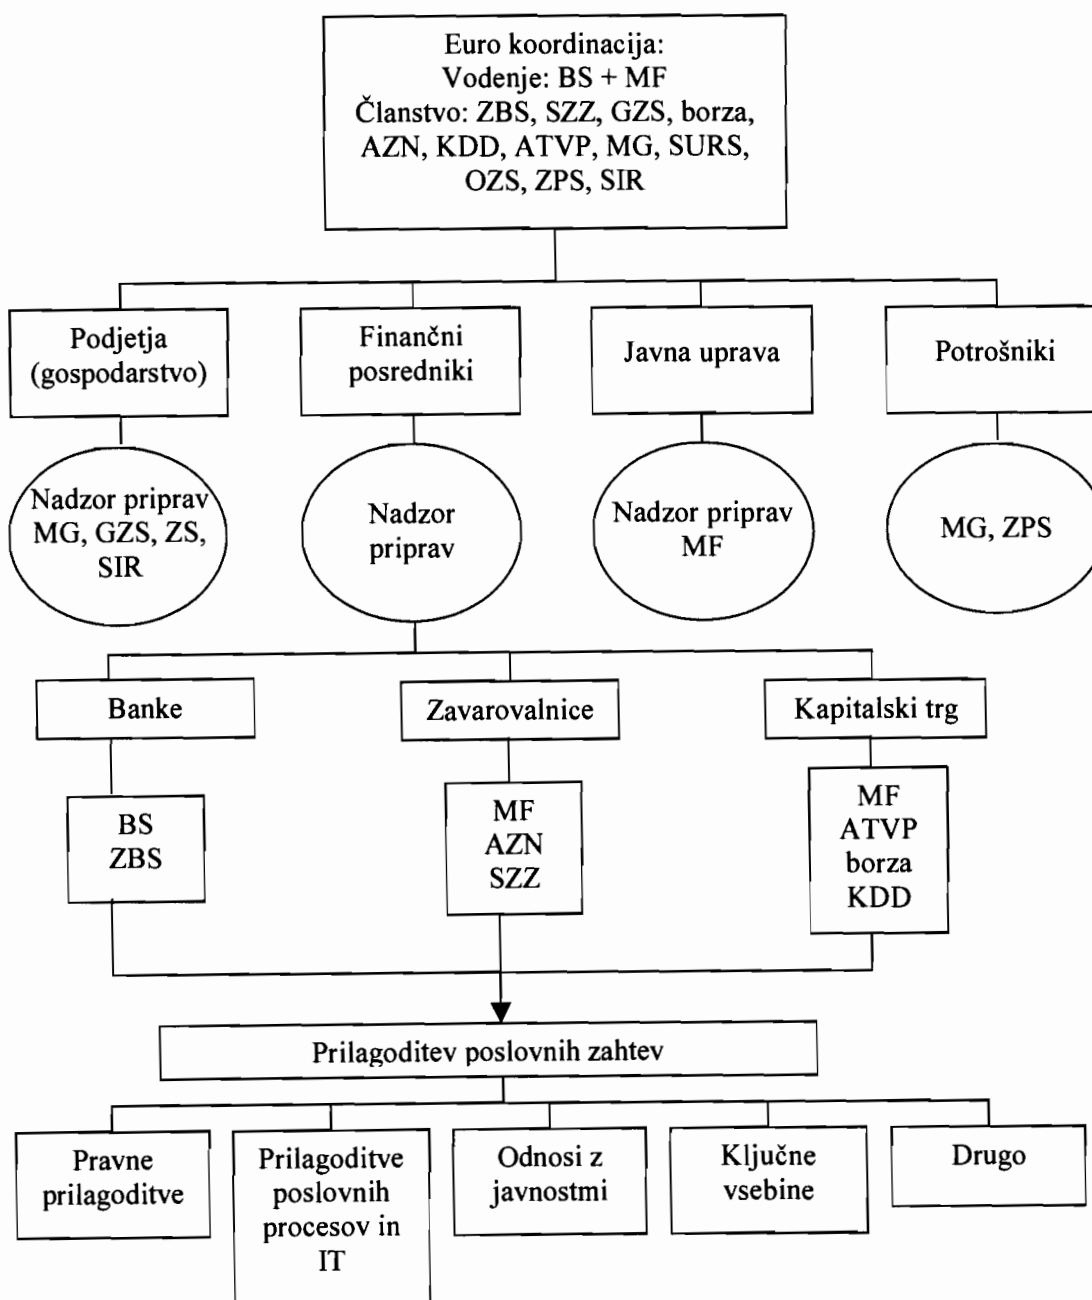 Euro koordinacija:
Vodenje: BS + MF
Članstvo: ZBS, SZZ, GZS, borza,
AZN, KDD, ATVP, MG, SURS,
OZS, ZPS, SIR
Podjetja
(gospodarstvo)
Finančni
posredniki
Javna uprava
Potrošniki
Nadzor priprav
MG, GZS, ZS,
SIR
Nadzor
priprav
Nadzor priprav
MF
MG, ZPS
Banke
Zavarovalnice
Kapitalski trg
BS
ZBS
MF
AZN
SZZ
MF
ATVP
borza
KDD
Prilagoditev poslovnih zahtev
Pravne
prilagoditve
Prilagoditve
poslovnih
procesov in
IT
Odnosi z
javnostmi
Ključne
vsebine
Drugo